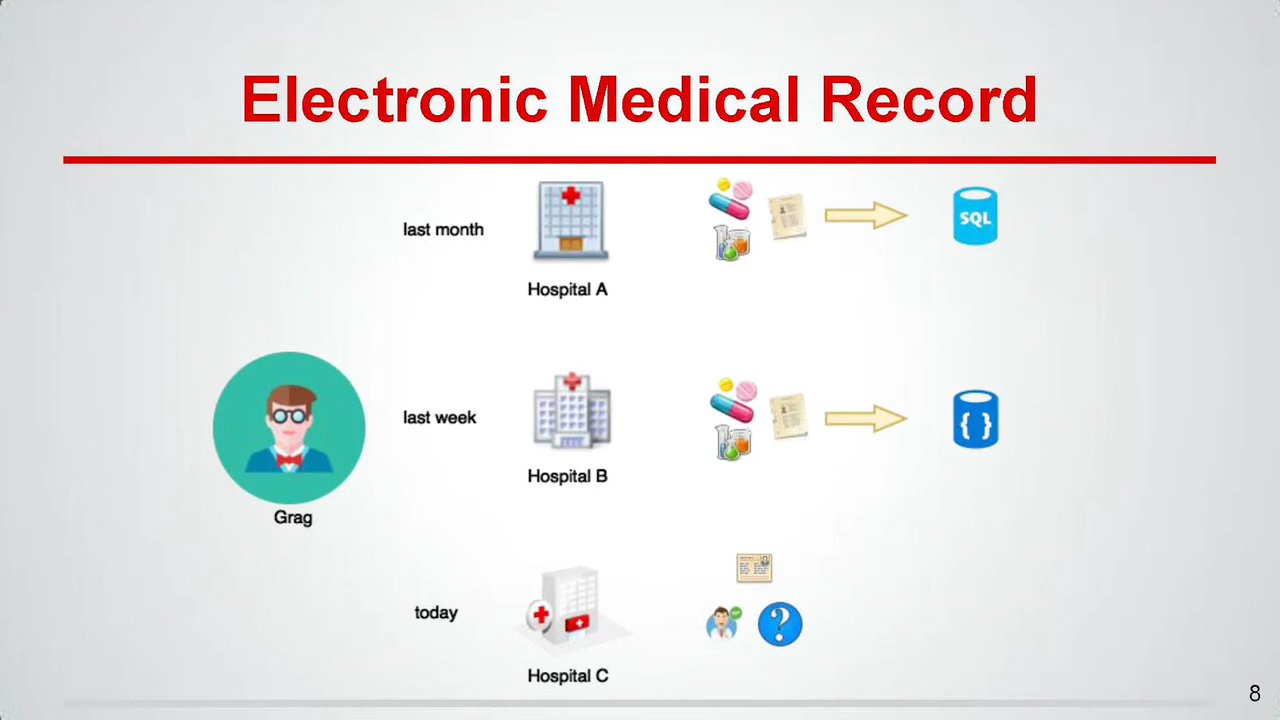 Electronic Medical Record
last month
Hospital A
SQL
last week
Hospital B
{ }
Grag
today
Hospital C
8